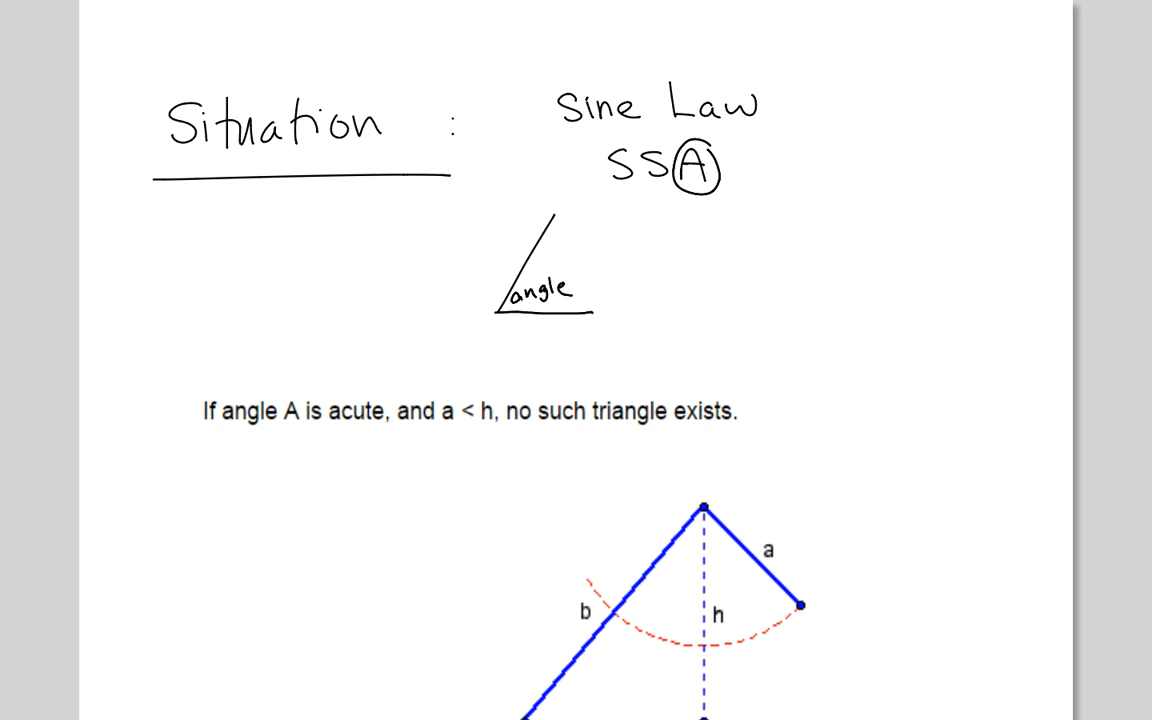 Situation :
Sine Law
SSA
angle
If angle A is acute, and a < h, no such triangle exists.
a
b
h